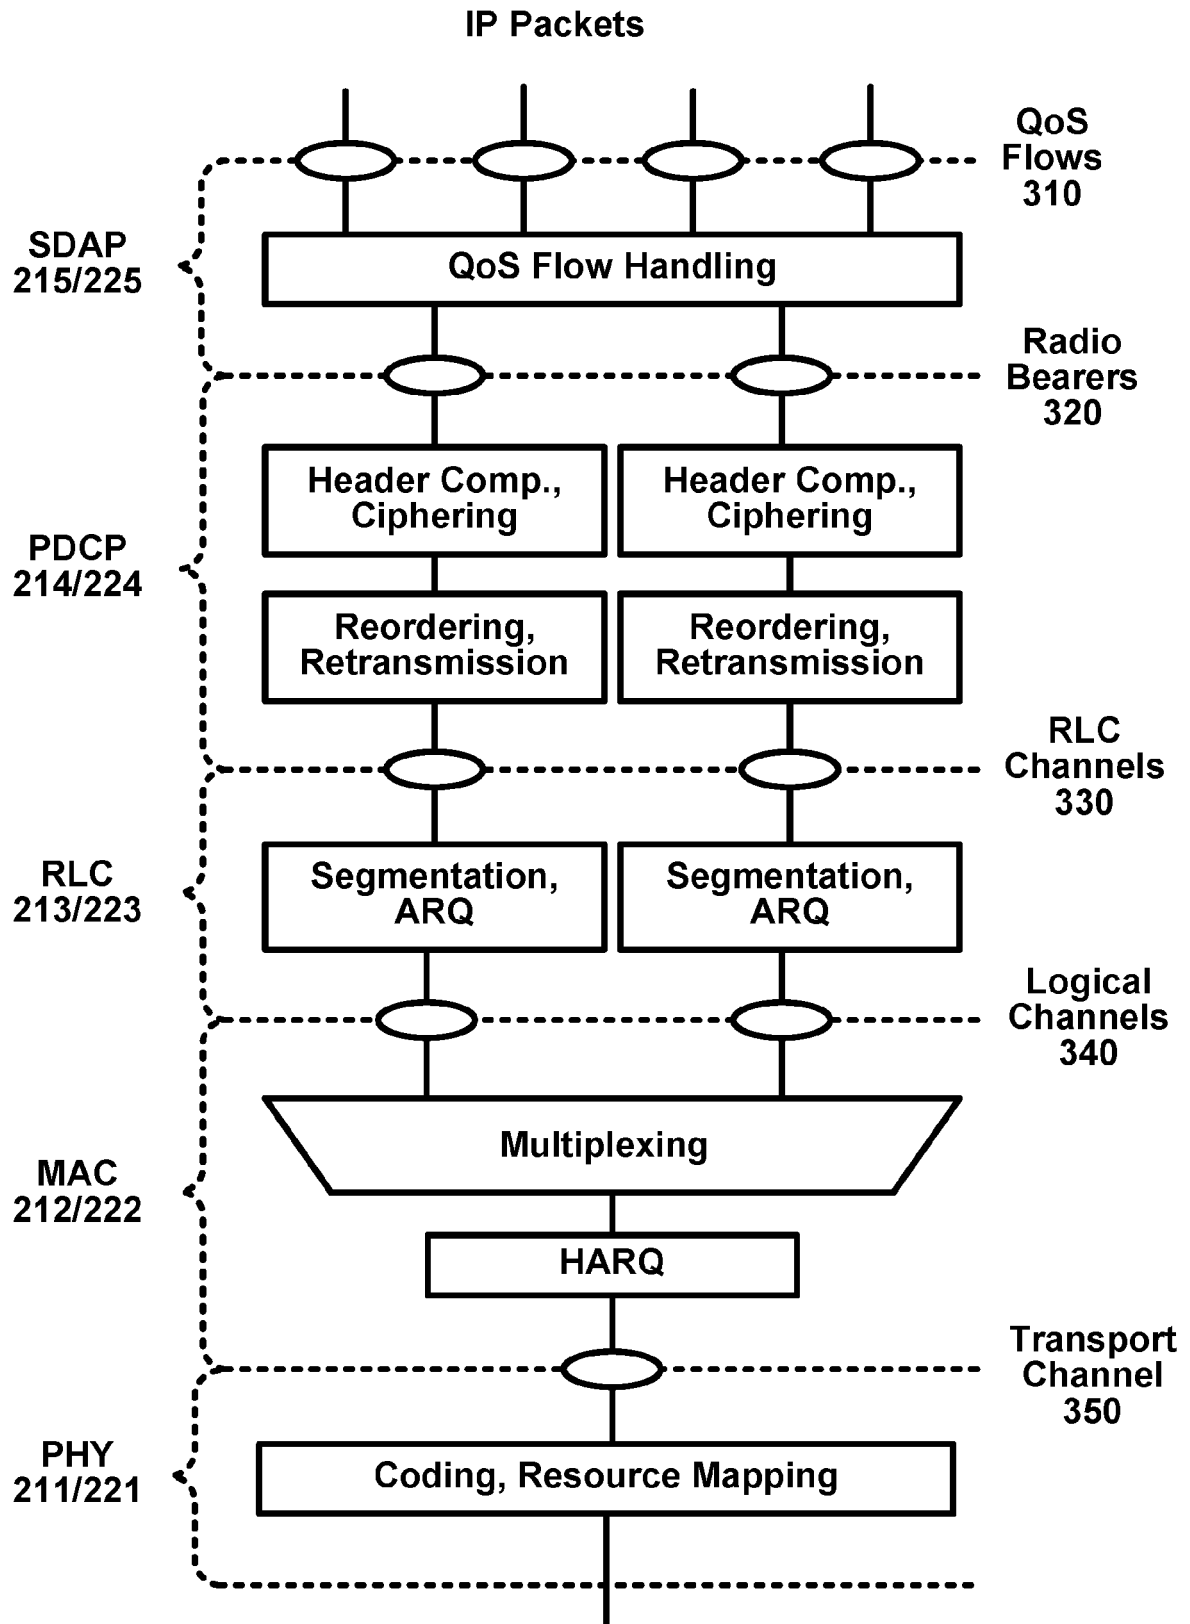 IP Packets
QoS
Flows
310
SDAP
215/225
QoS Flow Handling
Radio
Bearers
320
Header Comp.,
Ciphering
Header Comp.,
Ciphering
PDCP
214/224
Reordering,
Retransmission
Reordering,
Retransmission
RLC
Channels
330
RLC
213/223
Segmentation,
ARQ
Segmentation,
ARQ
Logical
Channels
340
Multiplexing
MAC
212/222
HARQ
Transport
Channel
350
PHY
211/221
Coding, Resource Mapping